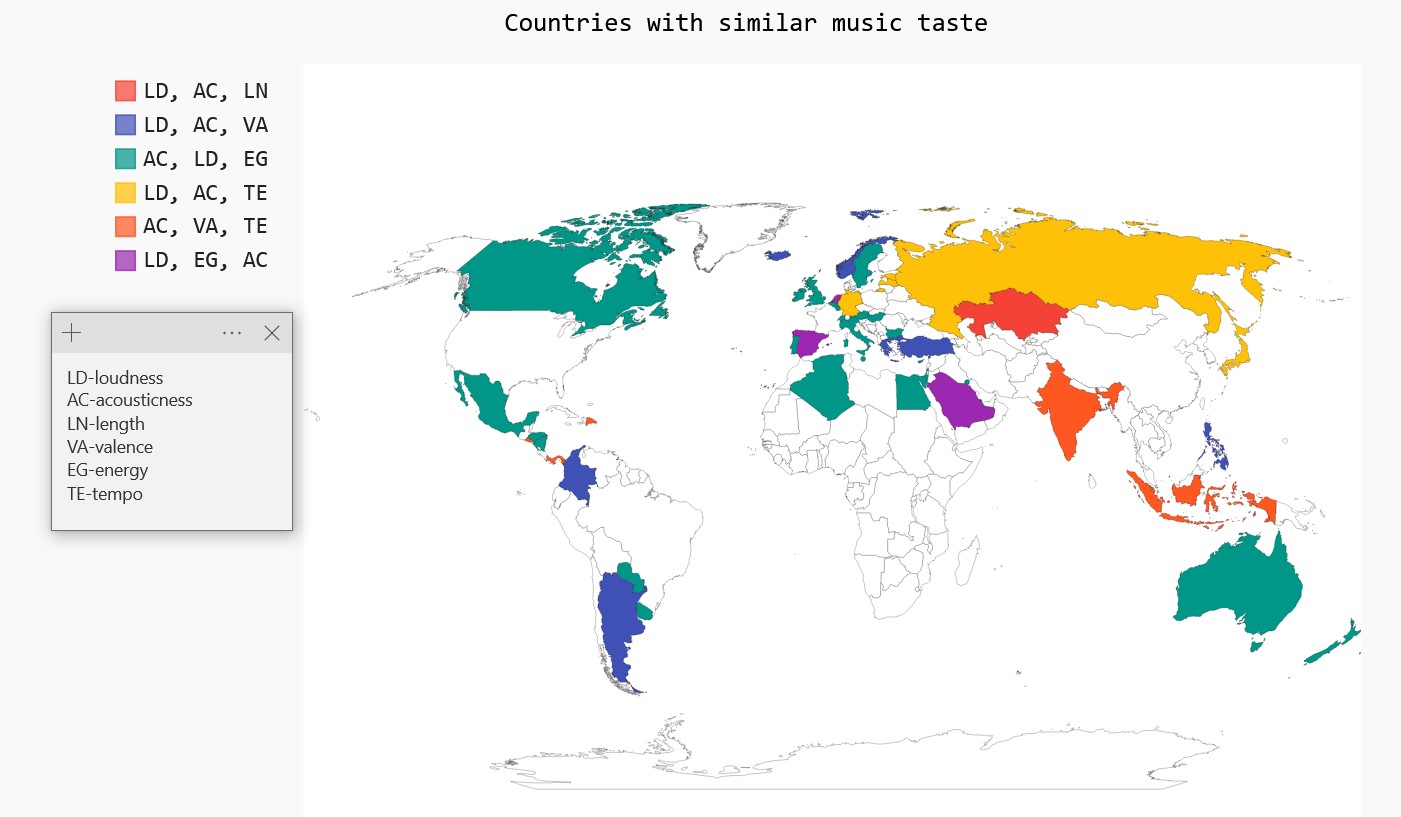 Countries with similar music taste
LD, AC, LN
LD, AC, VA
AC, LD, EG
LD, AC, TE
AC, VA, TE
LD, EG, AC
LD-loudness
AC-acousticness
LN-length
VA-valence
EG-energy
TE-tempo